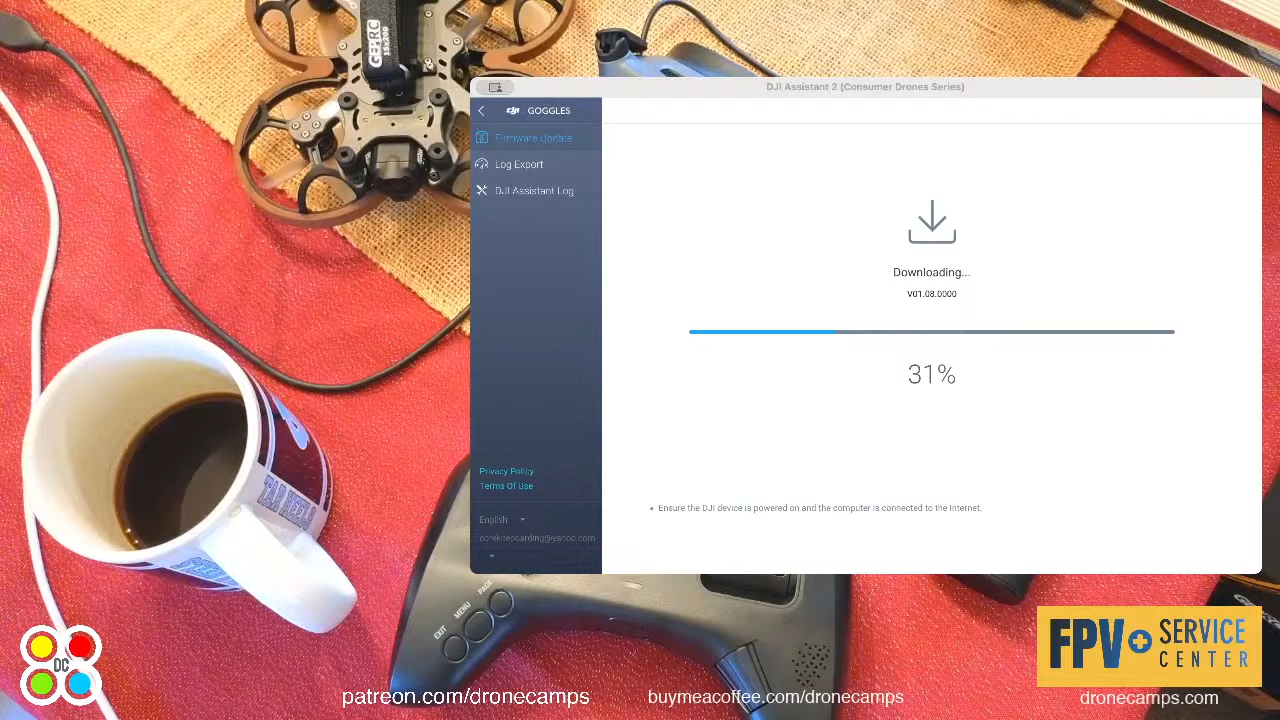 GEPRC
15x200
DJI Assistant 2 (Consumer Drones Series)
dji GOGGLES
Firmware Update
Log Export
DJI Assistant Log
Downloading...
V01.08.0000
31%
Privacy Policy
Terms Of Use
English
Ensure the DJI device is powered on and the computer is connected to the Internet.
TAR HEELS
EXIT
MENU
PAGE
DC
FPV+ SERVICE
CENTER
patreon.com/dronecamps
buymeacoffee.com/dronecamps
dronecamps.com